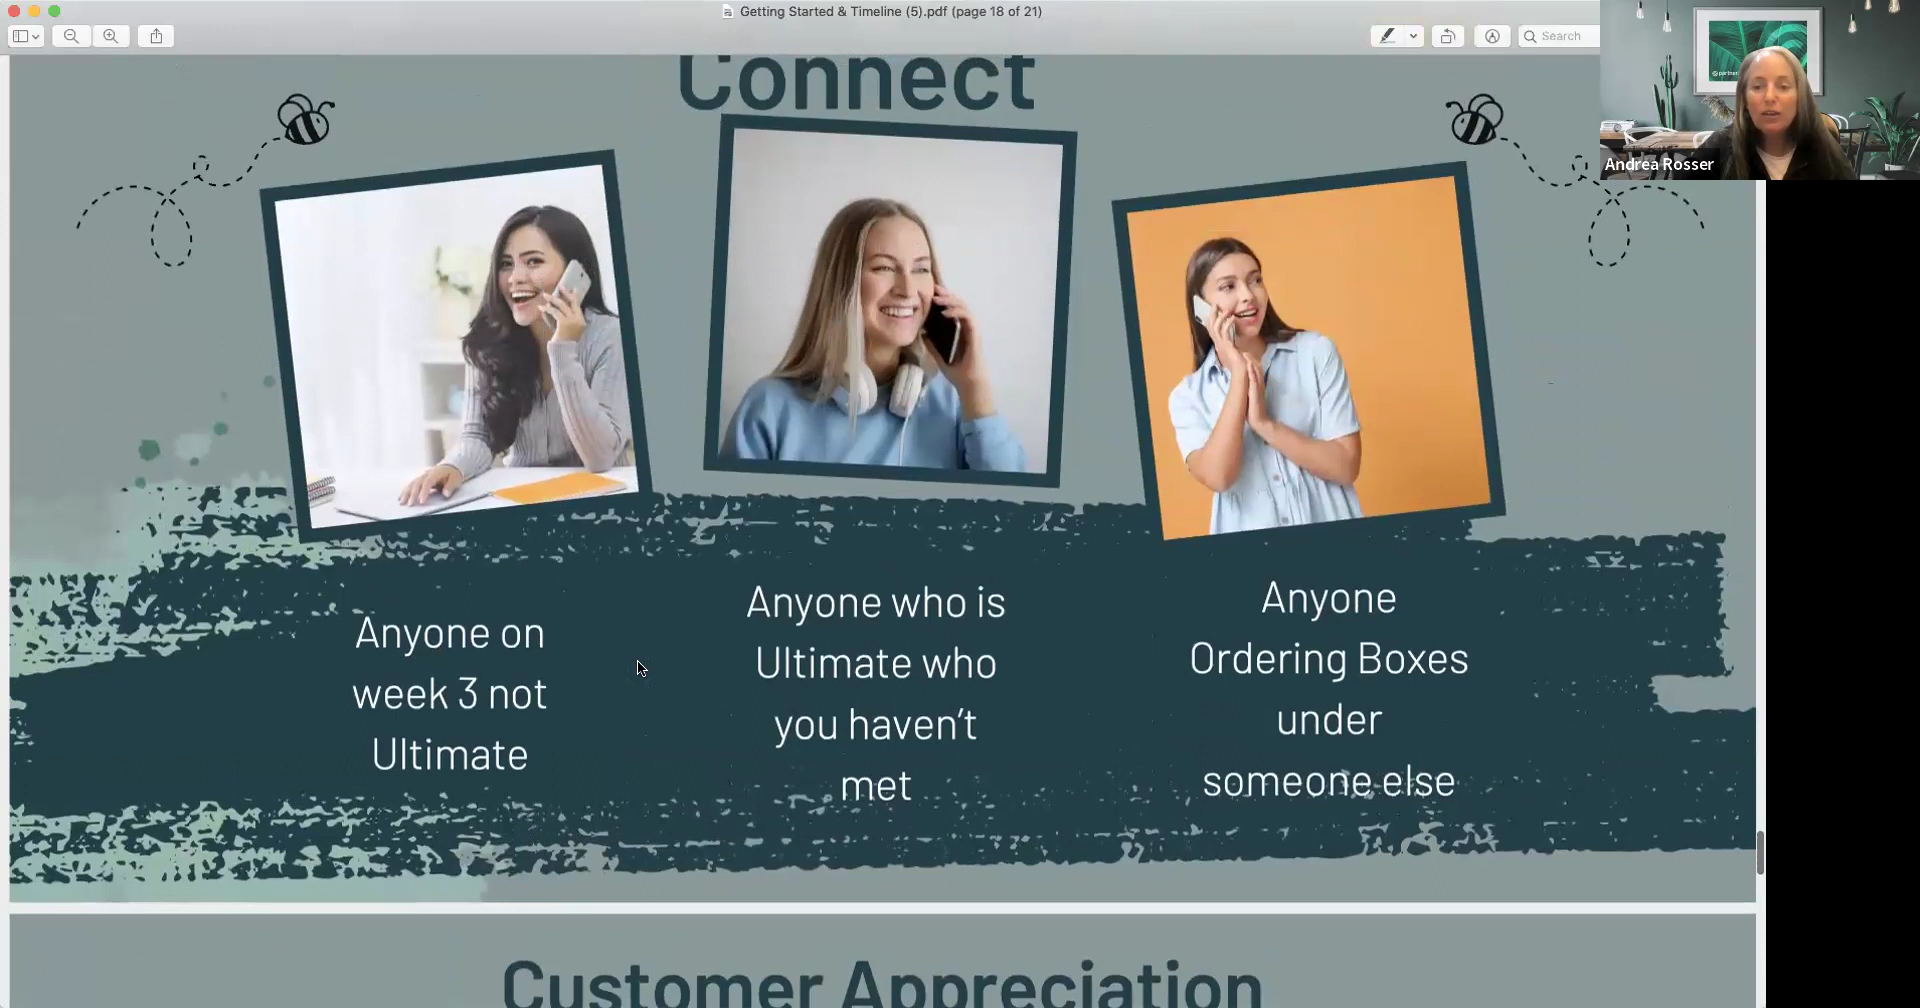 Getting Started & Timeline (5).pdf (page 18 of 21)
Search
Connect
Andrea Rosser
Anyone on
week 3 not
Ultimate
Anyone who is
Ultimate who
you haven't
met
Anyone
Ordering Boxes
under
someone else
Customer Appreciation